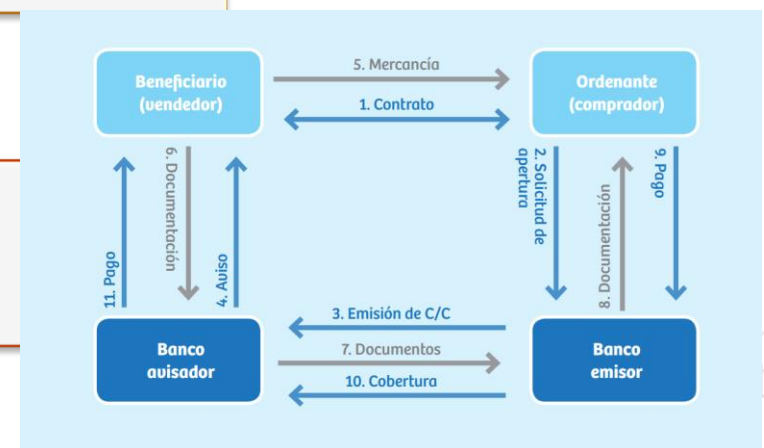 Beneficiario
(vendedor)
5. Mercancía
1. Contrato
Ordenante
(comprador)
11. Pago
6. Documentación
4. Aviso
2. Solicitud de
apertura
8. Documentación
9. Pago
Banco
avisador
3. Emisión de C/C
7. Documentos
10. Cobertura
Banco
emisor